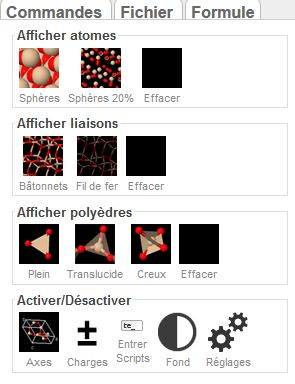 Commandes Fichier Formule
Afficher atomes
Sphères Sphères 20% Effacer
Afficher liaisons
Bâtonnets Fil de fer Effacer
Afficher polyèdres
Plein Translucide Creux Effacer
Activer/Désactiver
te_
Axes Charges Entrer Scripts Fond Réglages